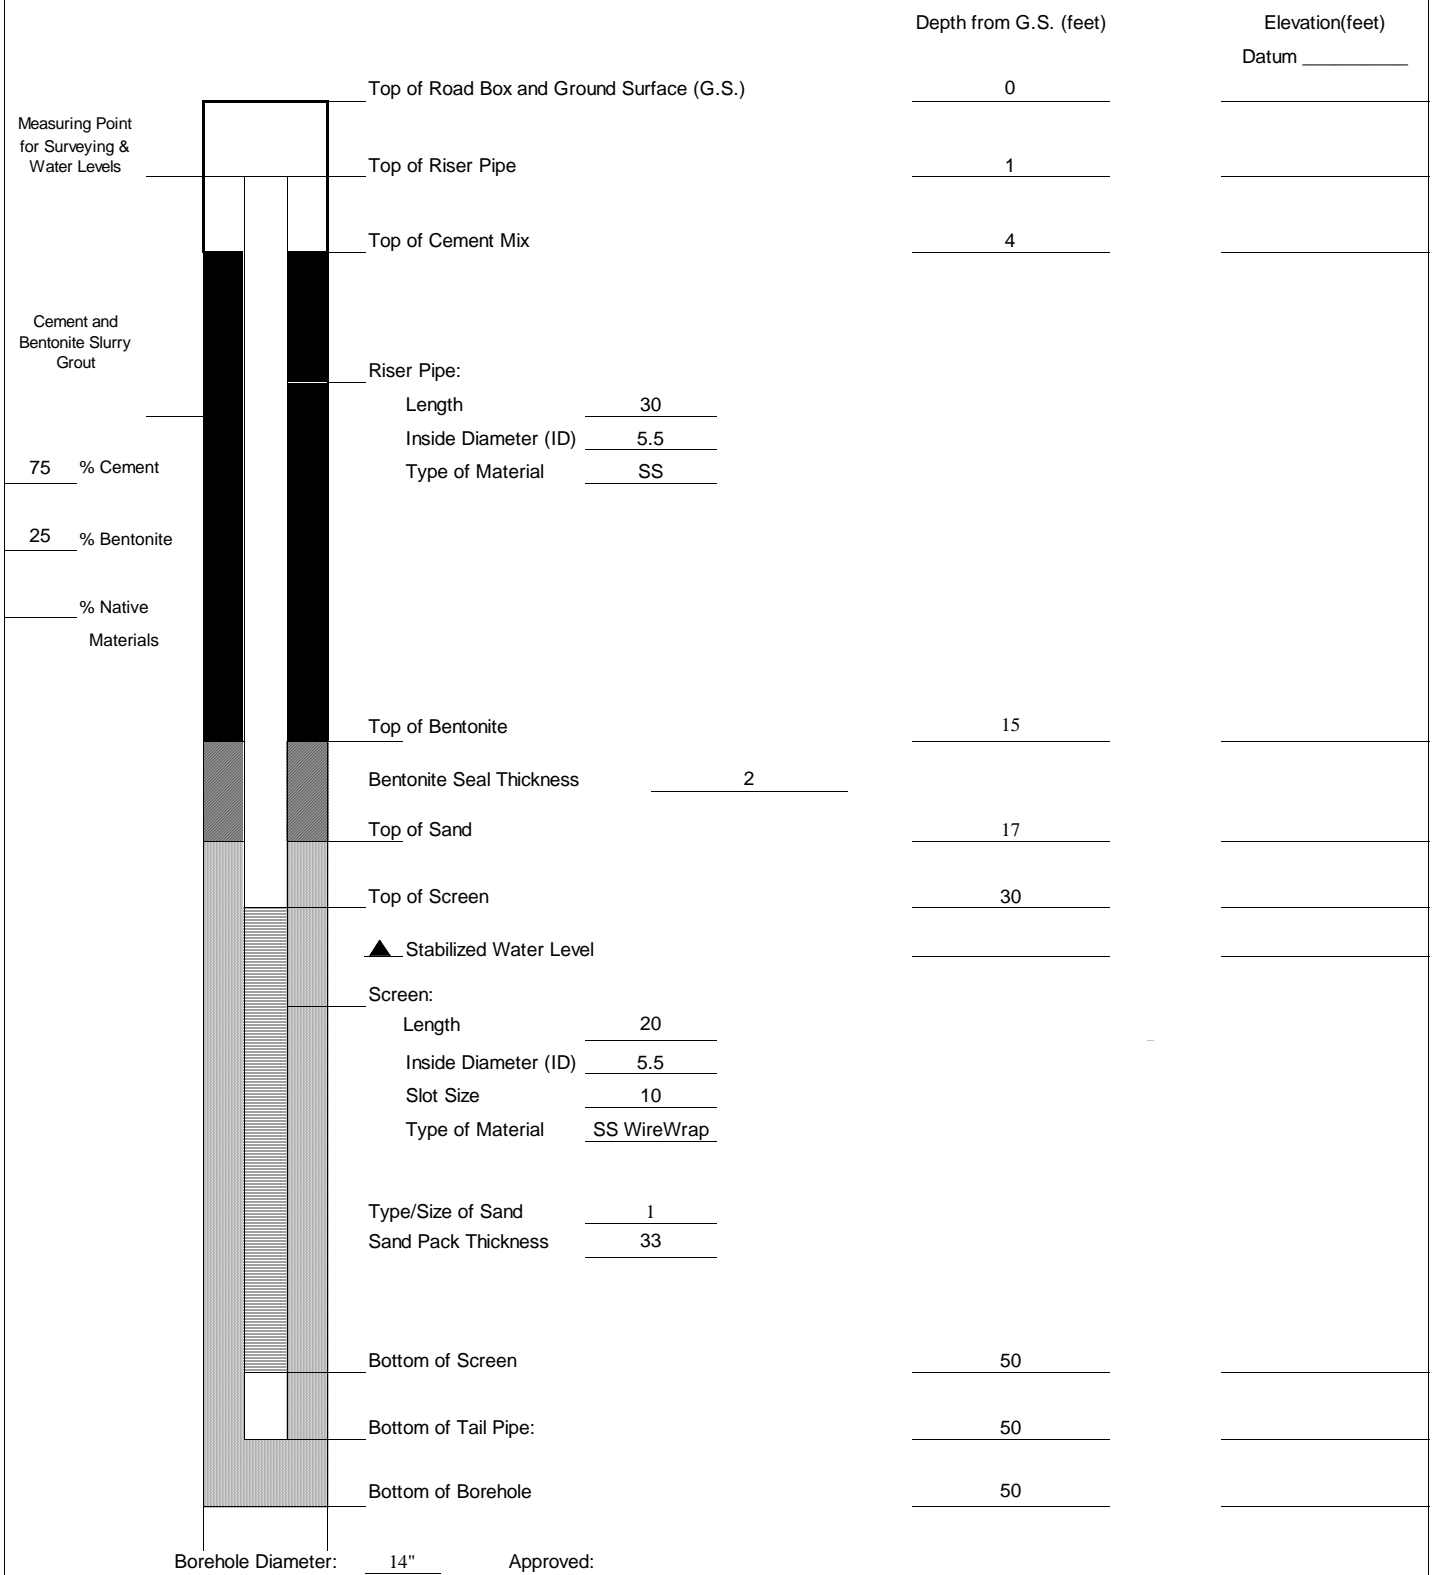 Depth from G.S. (feet) Elevation(feet)
Datum ___________
Top of Road Box and Ground Surface (G.S.) 0
Measuring Point
for Surveying &
Water Levels
Top of Riser Pipe 1
Top of Cement Mix 4
Cement and
Bentonite Slurry
Grout
Riser Pipe:
Length 30
Inside Diameter (ID) 5.5
75 % Cement
Type of Material SS
25 % Bentonite
% Native
Materials
Top of Bentonite 15
Bentonite Seal Thickness 2
Top of Sand 17
Top of Screen 30
Stabilized Water Level
Screen:
Length 20
Inside Diameter (ID) 5.5
Slot Size 10
Type of Material SS WireWrap
Type/Size of Sand 1
Sand Pack Thickness 33
Bottom of Screen 50
Bottom of Tail Pipe: 50
Bottom of Borehole 50
Borehole Diameter: 14" Approved: